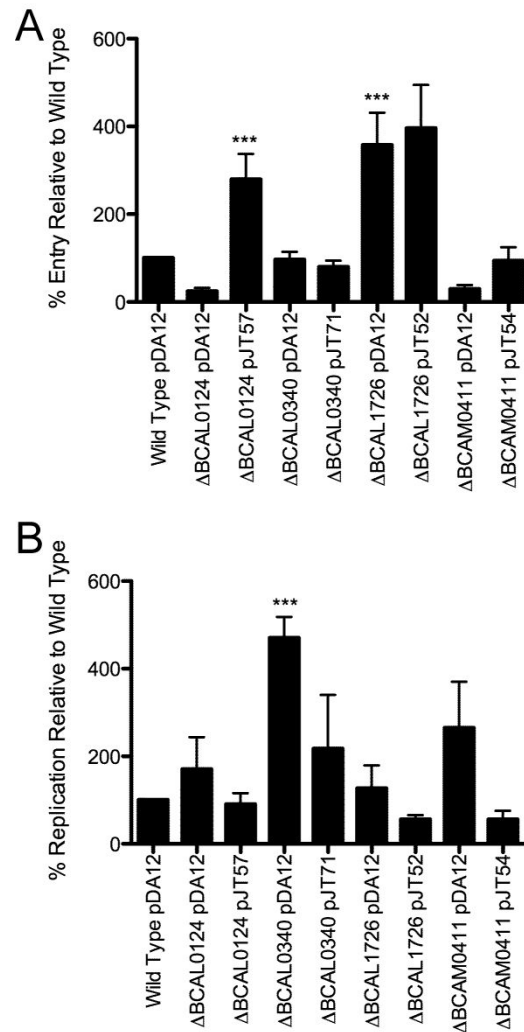 A
% Entry Relative to Wild Type
600
400
200
0
***
***
Wild Type pDA12
ΔBCAL0124 pDA12
ΔBCAL0124 pJT57
ΔBCAL0340 pDA12
ΔBCAL0340 pJT71
ΔBCAL1726 pDA12
ΔBCAL1726 pJT52
ΔBCAM0411 pDA12
ΔBCAM0411 pJT54
B
% Replication Relative to Wild Type
600
400
200
0
***
Wild Type pDA12
ΔBCAL0124 pDA12
ΔBCAL0124 pJT57
ΔBCAL0340 pDA12
ΔBCAL0340 pJT71
ΔBCAL1726 pDA12
ΔBCAL1726 pJT52
ΔBCAM0411 pDA12
ΔBCAM0411 pJT54